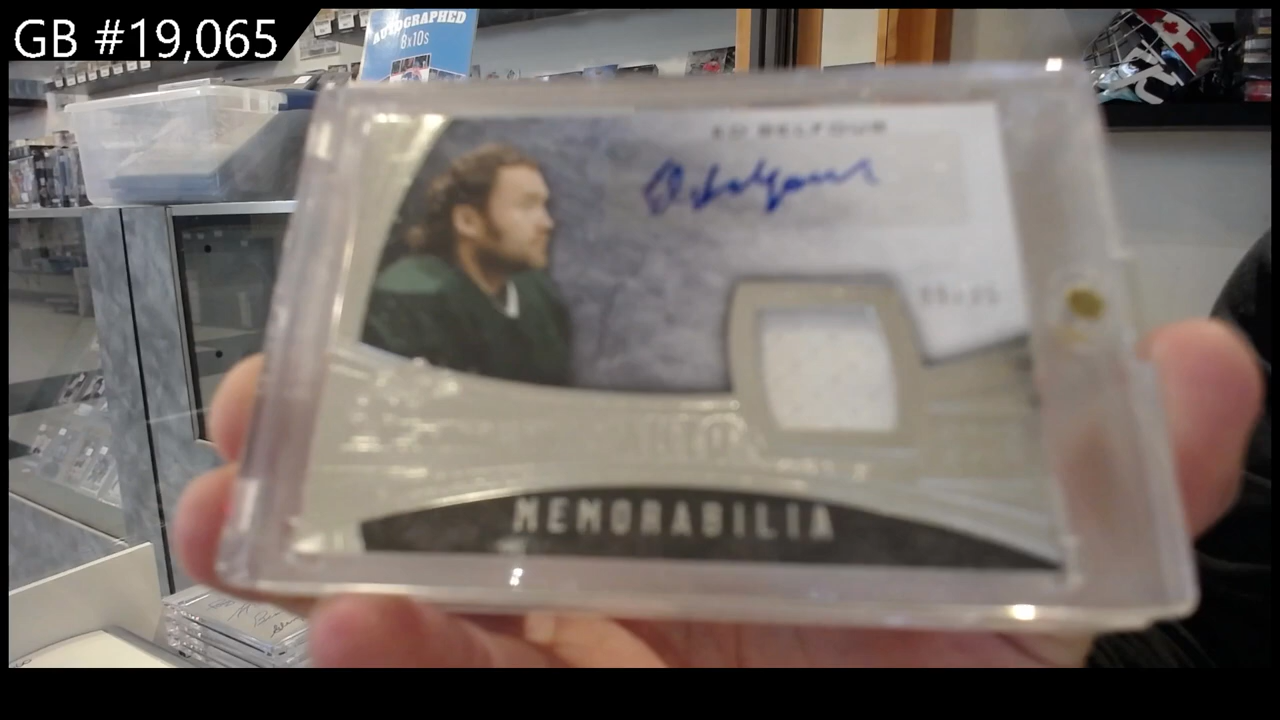 GB #19,065
AUTOGRAPHED
8x10s
ED BELFOUR
MEMORABILIA